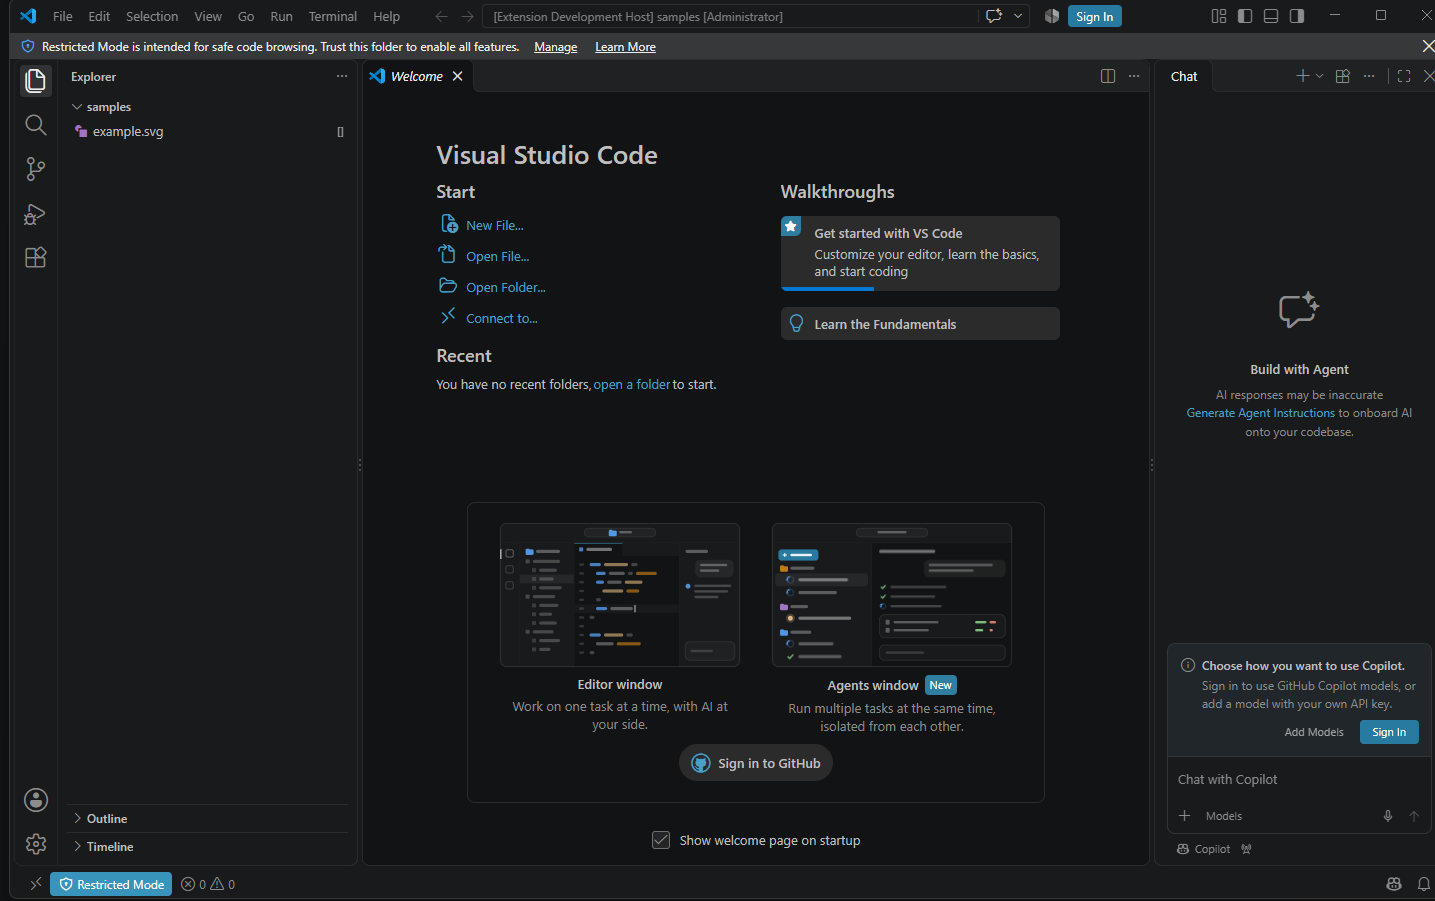 File Edit Selection View Go Run Terminal Help
[Extension Development Host] samples [Administrator]
Sign In
Restricted Mode is intended for safe code browsing. Trust this folder to enable all features. Manage Learn More
Explorer
samples
example.svg
Welcome
Visual Studio Code
Start
New File...
Open File...
Open Folder...
Connect to...
Recent
You have no recent folders, open a folder to start.
Walkthroughs
Get started with VS Code
Customize your editor, learn the basics,
and start coding
Learn the Fundamentals
Editor window
Work on one task at a time, with AI at
your side.
Agents window New
Run multiple tasks at the same time,
isolated from each other.
Sign in to GitHub
Show welcome page on startup
Chat
Build with Agent
AI responses may be inaccurate
Generate Agent Instructions to onboard AI
onto your codebase.
Choose how you want to use Copilot.
Sign in to use GitHub Copilot models, or
add a model with your own API key.
Add Models Sign In
Chat with Copilot
Models
Copilot
Outline
Timeline
Restricted Mode 0 0